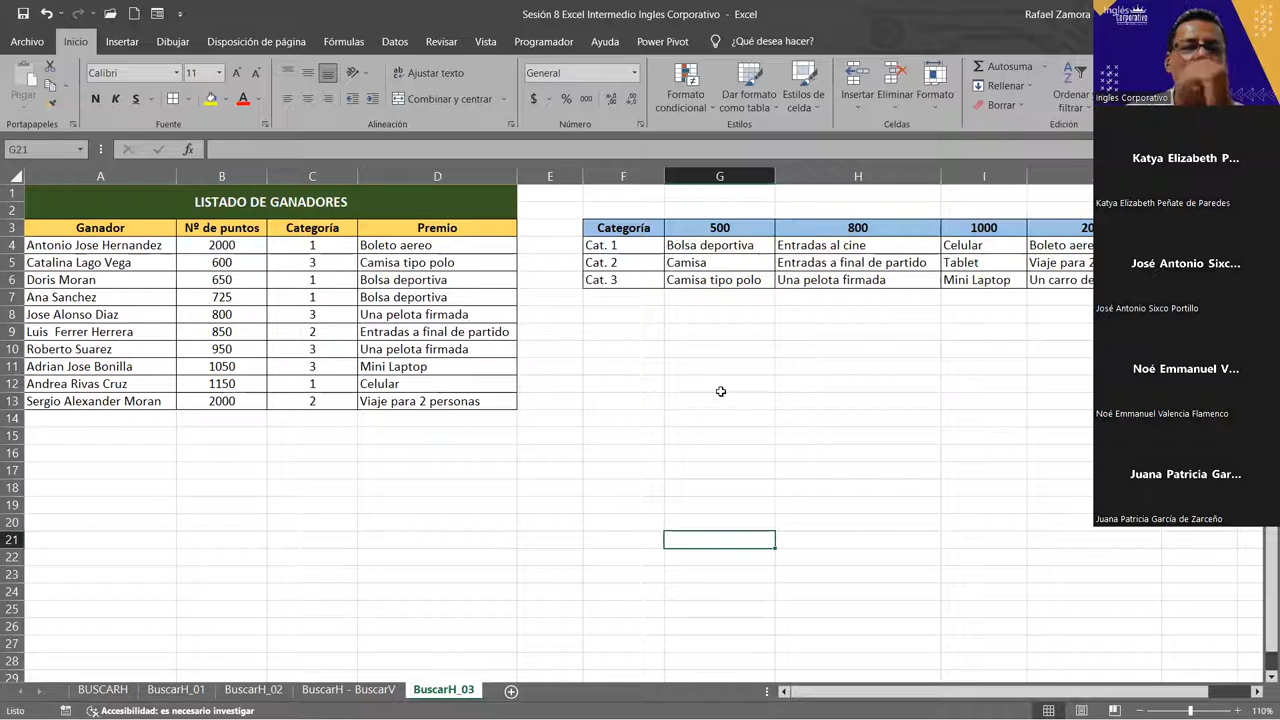 Sesión 8 Excel Intermedio Ingles Corporativo - Excel
Rafael Zamora
Archivo Inicio Insertar Dibujar Disposición de página Fórmulas Datos Revisar Vista Programador Ayuda Power Pivot ¿Qué desea hacer?
Pegar
Calibri 11
N K S
Ajustar texto
Combinar y centrar
General
$ % 000
Formato condicional
Dar formato como tabla
Estilos de celda
Insertar Eliminar Formato
Autosuma
Rellenar
Borrar
Ordenar
filtrar
Portapapeles Fuente Alineación Número Estilos Celdas Edición
G21 fx
A B C D E F G H I
1
2 LISTADO DE GANADORES
3 Ganador Nº de puntos Categoría Premio Categoría 500 800 1000 20
4 Antonio Jose Hernandez 2000 1 Boleto aereo Cat. 1 Bolsa deportiva Entradas al cine Celular Boleto aere
5 Catalina Lago Vega 600 3 Camisa tipo polo Cat. 2 Camisa Entradas a final de partido Tablet Viaje para 2
6 Doris Moran 650 1 Bolsa deportiva Cat. 3 Camisa tipo polo Una pelota firmada Mini Laptop Un carro de
7 Ana Sanchez 725 1 Bolsa deportiva
8 Jose Alonso Diaz 800 3 Una pelota firmada
9 Luis Ferrer Herrera 850 2 Entradas a final de partido
10 Roberto Suarez 950 3 Una pelota firmada
11 Adrian Jose Bonilla 1050 3 Mini Laptop
12 Andrea Rivas Cruz 1150 1 Celular
13 Sergio Alexander Moran 2000 2 Viaje para 2 personas
14
15
16
17
18
19
20
21
22
23
24
25
26
27
28
29
BUSCARH BuscarH_01 BuscarH_02 BuscarH - BuscarV BuscarH_03
Listo Accesibilidad: es necesario investigar 110%
Inglés
Corporativo
Ingles Corporativo
Katya Elizabeth P...
Katya Elizabeth Peñate de Paredes
José Antonio Sixc...
José Antonio Sixco Portillo
Noé Emmanuel V...
Noé Emmanuel Valencia Flamenco
Juana Patricia Gar...
Juana Patricia García de Zarceño